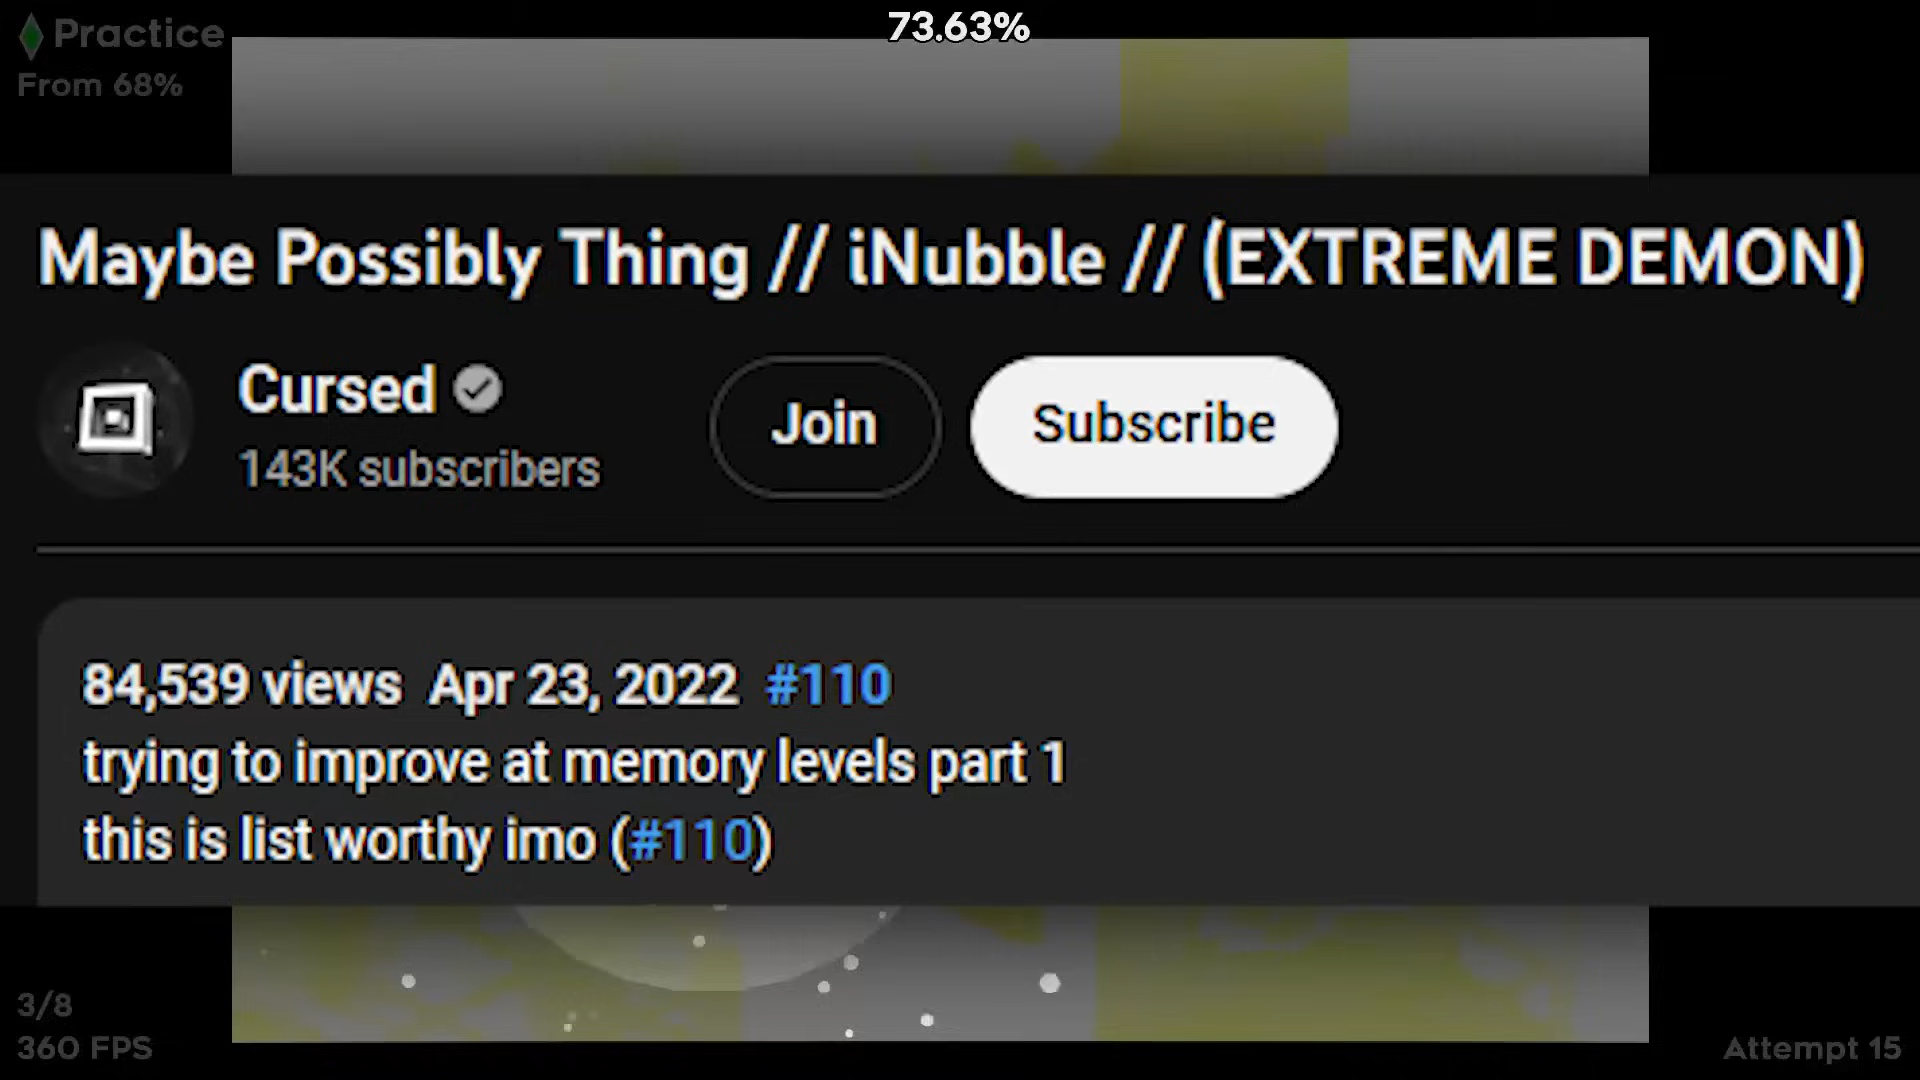 Practice
73.63%
From 68%
Maybe Possibly Thing // iNubble // (EXTREME DEMON)
Cursed
143K subscribers
Join
Subscribe
84,539 views Apr 23, 2022 #110
trying to improve at memory levels part 1
this is list worthy imo (#110)
3/8
360 FPS
Attempt 15